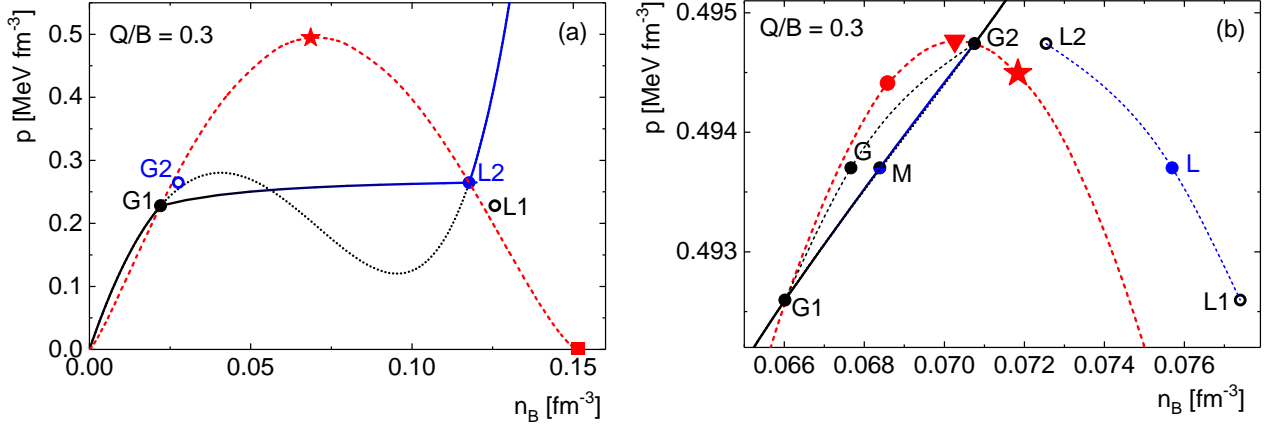 Q/B = 0.3
(a)
p [MeV fm⁻³]
0.5
0.4
0.3
0.2
0.1
0.0
G2
G1
L2
L1
0.00
0.05
0.10
0.15
n_B [fm⁻³]
Q/B = 0.3
(b)
p [MeV fm⁻³]
0.495
0.494
0.493
G2
L2
G
M
L
G1
L1
0.066
0.068
0.070
0.072
0.074
0.076
n_B [fm⁻³]